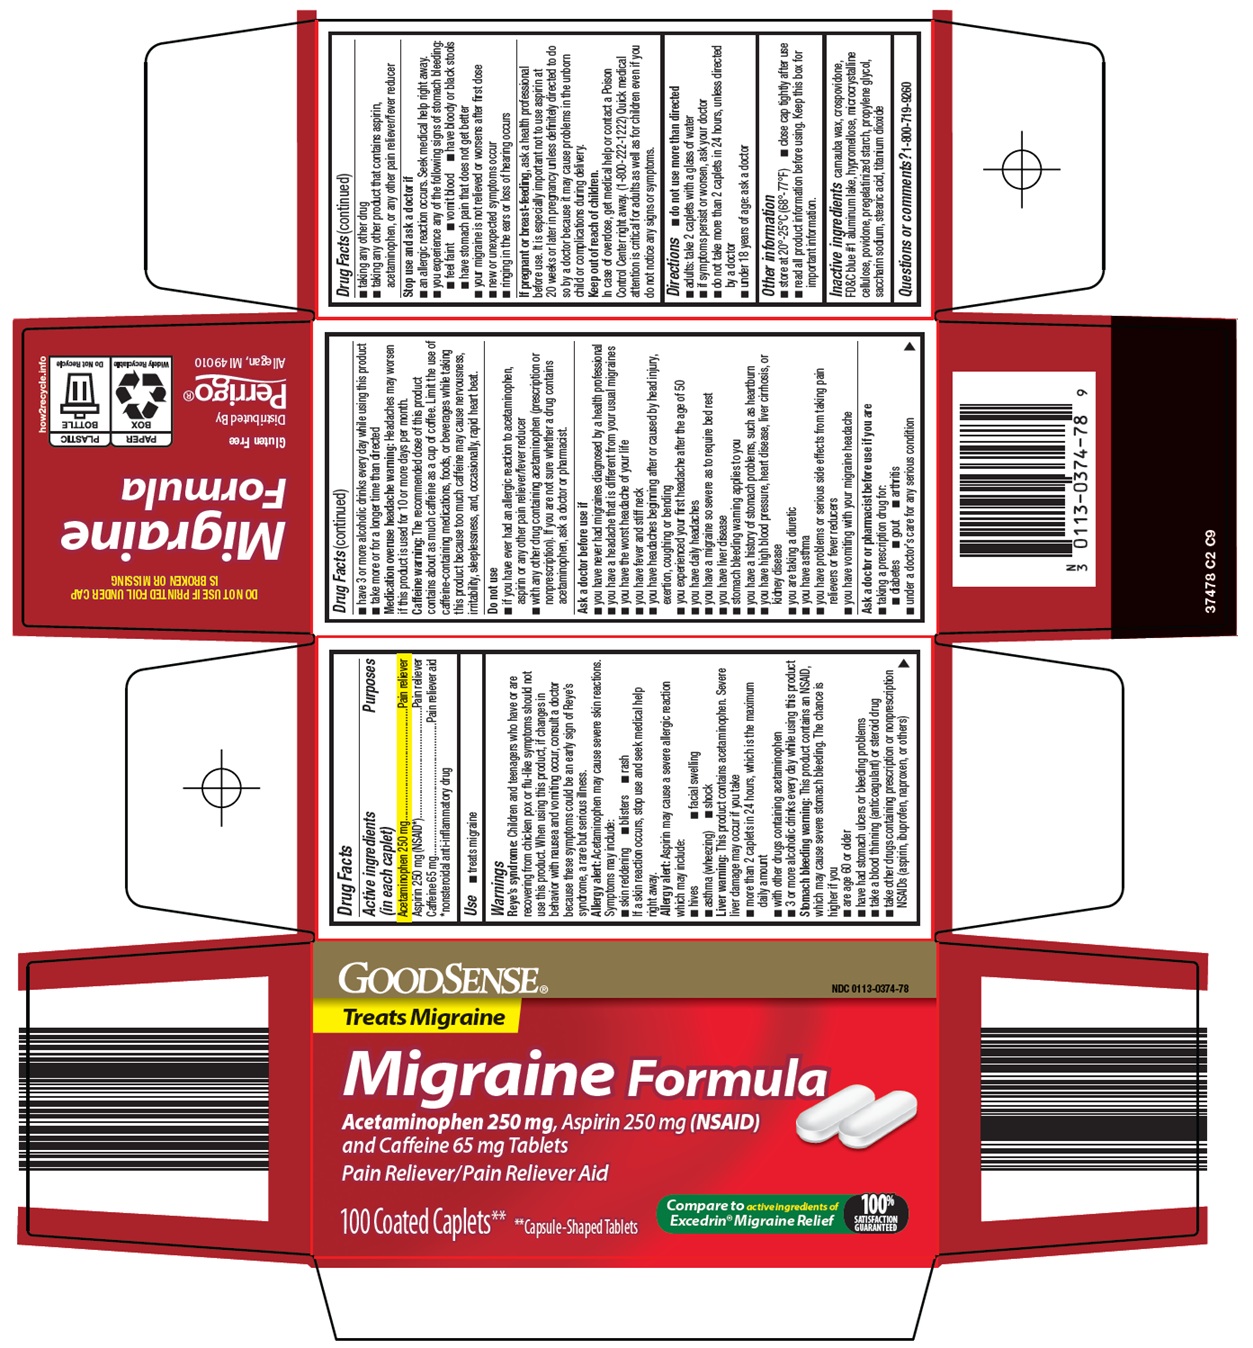 GOODSENSE®
NDC 0113-0374-78
Treats Migraine
Migraine Formula
Acetaminophen 250 mg, Aspirin 250 mg (NSAID)
and Caffeine 65 mg Tablets
Pain Reliever/Pain Reliever Aid
100 Coated Caplets** **Capsule-Shaped Tablets
Compare to active ingredients of
Excedrin® Migraine Relief
100%
SATISFACTION
GUARANTEED
Drug Facts
Active ingredients Purposes
(in each caplet)
Acetaminophen 250 mg..............Pain reliever
Aspirin 250 mg (NSAID*)..............Pain reliever
Caffeine 65 mg..............Pain reliever aid
*nonsteroidal anti-inflammatory drug
Use ■ treats migraine
Warnings
Reye's syndrome: Children and teenagers who have or are
recovering from chicken pox or flu-like symptoms should not
use this product. When using this product, if changes in
behavior with nausea and vomiting occur, consult a doctor
because these symptoms could be an early sign of Reye's
syndrome, a rare but serious illness.
Allergy alert: Acetaminophen may cause severe skin reactions.
Symptoms may include:
■ skin reddening ■ blisters ■ rash
If a skin reaction occurs, stop use and seek medical help
right away.
Allergy alert: Aspirin may cause a severe allergic reaction
which may include:
■ hives ■ facial swelling
■ asthma (wheezing) ■ shock
Liver warning: This product contains acetaminophen. Severe
liver damage may occur if you take
■ more than 2 caplets in 24 hours, which is the maximum
daily amount
■ with other drugs containing acetaminophen
■ 3 or more alcoholic drinks every day while using this product
Stomach bleeding warning: This product contains an NSAID,
which may cause severe stomach bleeding. The chance is
higher if you
■ are age 60 or older
■ have had stomach ulcers or bleeding problems
■ take a blood thinning (anticoagulant) or steroid drug
■ take other drugs containing prescription or nonprescription
NSAIDs (aspirin, ibuprofen, naproxen, or others)
Drug Facts (continued)
■ have 3 or more alcoholic drinks every day while using this product
■ take more or for a longer time than directed
Medication overuse headache warning: Headaches may worsen
if this product is used for 10 or more days per month.
Caffeine warning: The recommended dose of this product
contains about as much caffeine as a cup of coffee. Limit the use of
caffeine-containing medications, foods, or beverages while taking
this product because too much caffeine may cause nervousness,
irritability, sleeplessness, and, occasionally, rapid heart beat.
Do not use
■ if you have ever had an allergic reaction to acetaminophen,
aspirin or any other pain reliever/fever reducer
■ with any other drug containing acetaminophen (prescription or
nonprescription). If you are not sure whether a drug contains
acetaminophen, ask a doctor or pharmacist.
Ask a doctor before use if
■ you have never had migraines diagnosed by a health professional
■ you have a headache that is different from your usual migraines
■ you have the worst headache of your life
■ you have fever and stiff neck
■ you have headaches beginning after or caused by head injury,
exertion, coughing or bending
■ you experienced your first headache after the age of 50
■ you have daily headaches
■ you have a migraine so severe as to require bed rest
■ you have liver disease
■ stomach bleeding warning applies to you
■ you have a history of stomach problems, such as heartburn
■ you have high blood pressure, heart disease, liver cirrhosis, or
kidney disease
■ you are taking a diuretic
■ you have asthma
■ you have problems or serious side effects from taking pain
relievers or fever reducers
■ you have vomiting with your migraine headache
Ask a doctor or pharmacist before use if you are
■ taking a prescription drug for:
■ diabetes ■ gout ■ arthritis
■ under a doctor's care for any serious condition
Drug Facts (continued)
■ taking any other drug
■ taking any other product that contains aspirin,
acetaminophen, or any other pain reliever/fever reducer
Stop use and ask a doctor if
■ an allergic reaction occurs. Seek medical help right away.
■ you experience any of the following signs of stomach bleeding:
■ feel faint ■ vomit blood ■ have bloody or black stools
■ have stomach pain that does not get better
■ your migraine is not relieved or worsens after first dose
■ new or unexpected symptoms occur
■ ringing in the ears or loss of hearing occurs
If pregnant or breast-feeding, ask a health professional
before use. It is especially important not to use aspirin at
20 weeks or later in pregnancy unless definitely directed to do
so by a doctor because it may cause problems in the unborn
child or complications during delivery.
Keep out of reach of children.
In case of overdose, get medical help or contact a Poison
Control Center right away. (1-800-222-1222) Quick medical
attention is critical for adults as well as for children even if you
do not notice any signs or symptoms.
Directions ■ do not use more than directed
■ adults: take 2 caplets with a glass of water
■ if symptoms persist or worsen, ask your doctor
■ do not take more than 2 caplets in 24 hours, unless directed
by a doctor
■ under 18 years of age: ask a doctor
Other information
■ store at 20°-25°C (68°-77°F) ■ close cap tightly after use
■ read all product information before using. Keep this box for
important information.
Inactive ingredients carnauba wax, crospovidone,
FD&C blue #1 aluminum lake, hypromellose, microcrystalline
cellulose, povidone, pregelatinized starch, propylene glycol,
saccharin sodium, stearic acid, titanium dioxide
Questions or comments? 1-800-719-9260
DO NOT USE IF PRINTED FOIL UNDER CAP
IS BROKEN OR MISSING
Migraine
Formula
Gluten Free
Distributed By
Perrigo®
Allegan, MI 49010
PAPER
BOX
Widely Recyclable
PLASTIC
BOTTLE
Do Not Recycle
how2recycle.info
N
3 0113-0374-78 9
37478 C2 C9